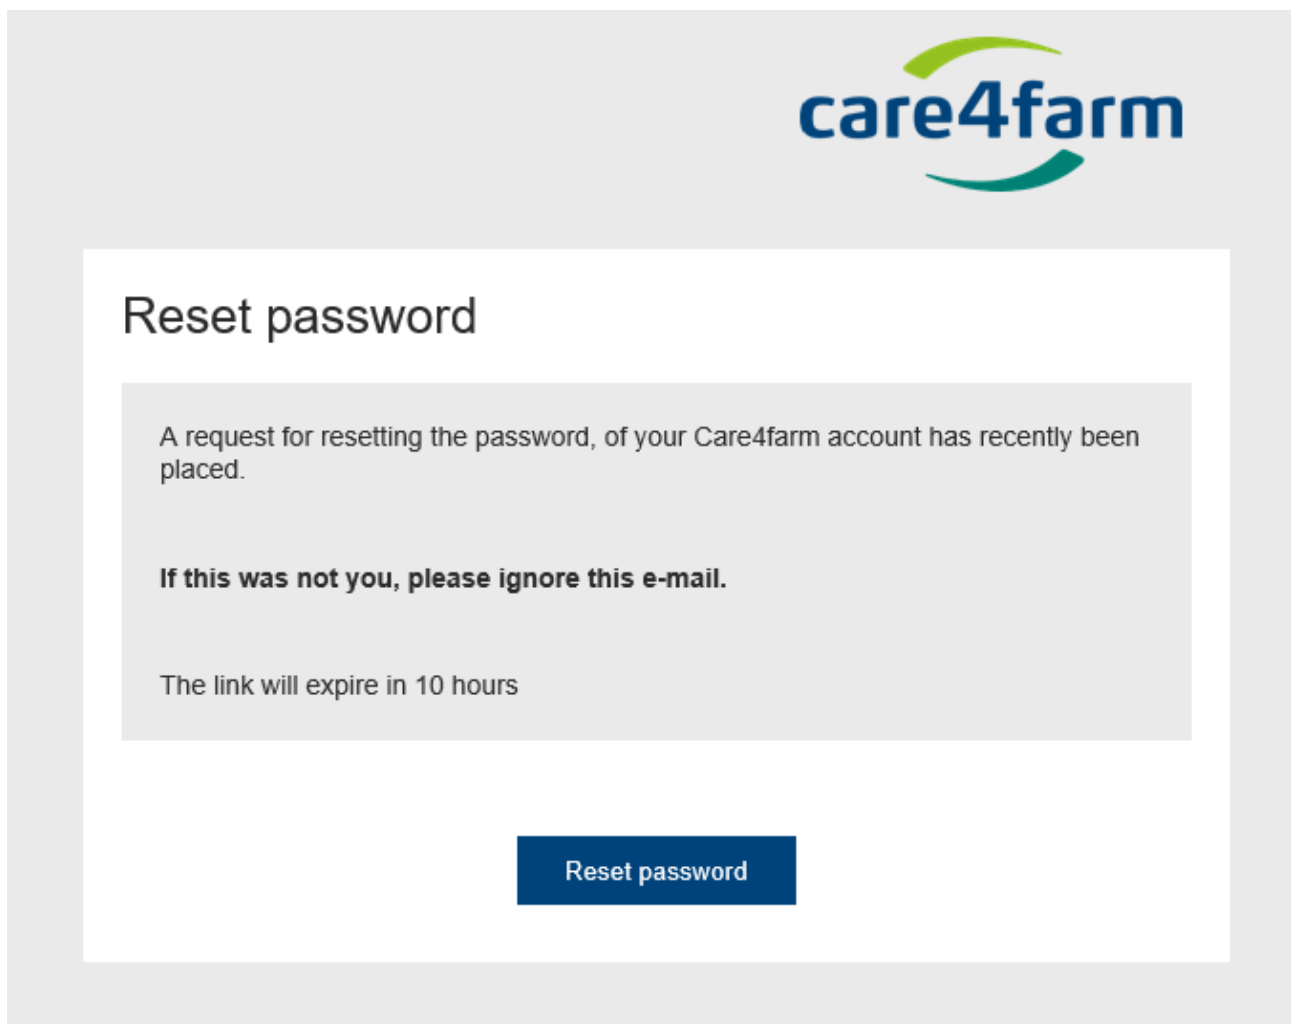 care4farm
Reset password
A request for resetting the password, of your Care4farm account has recently been
placed.
If this was not you, please ignore this e-mail.
The link will expire in 10 hours
Reset password